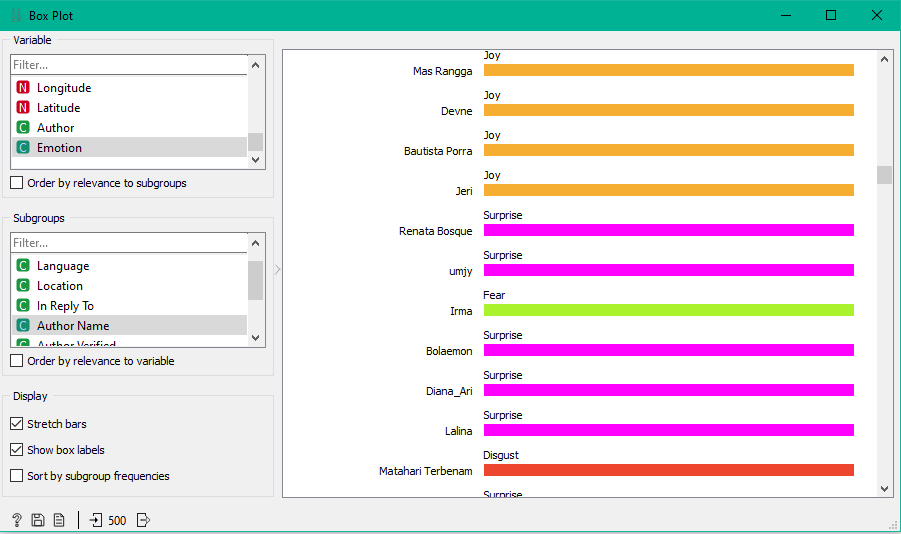 Box Plot
Variable
Filter...
N Longitude
N Latitude
C Author
C Emotion
Order by relevance to subgroups
Subgroups
Filter...
C Language
C Location
C In Reply To
C Author Name
C Author Verified
Order by relevance to variable
Display
Stretch bars
Show box labels
Sort by subgroup frequencies
? 500
Joy
Mas Rangga
Joy
Devne
Joy
Bautista Porra
Joy
Jeri
Surprise
Renata Bosque
Surprise
umjy
Fear
Irma
Surprise
Bolaemon
Surprise
Diana_Ari
Surprise
Lalina
Disgust
Matahari Terbenam
Surprise